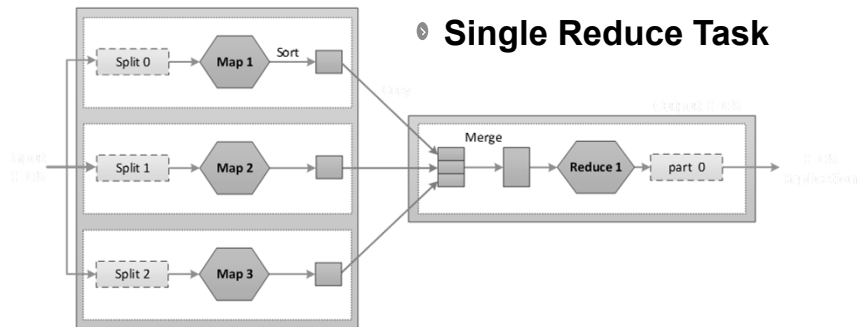 Single Reduce Task
Split 0
Map 1
Sort
Split 1
Map 2
Split 2
Map 3
Merge
Reduce 1
part 0